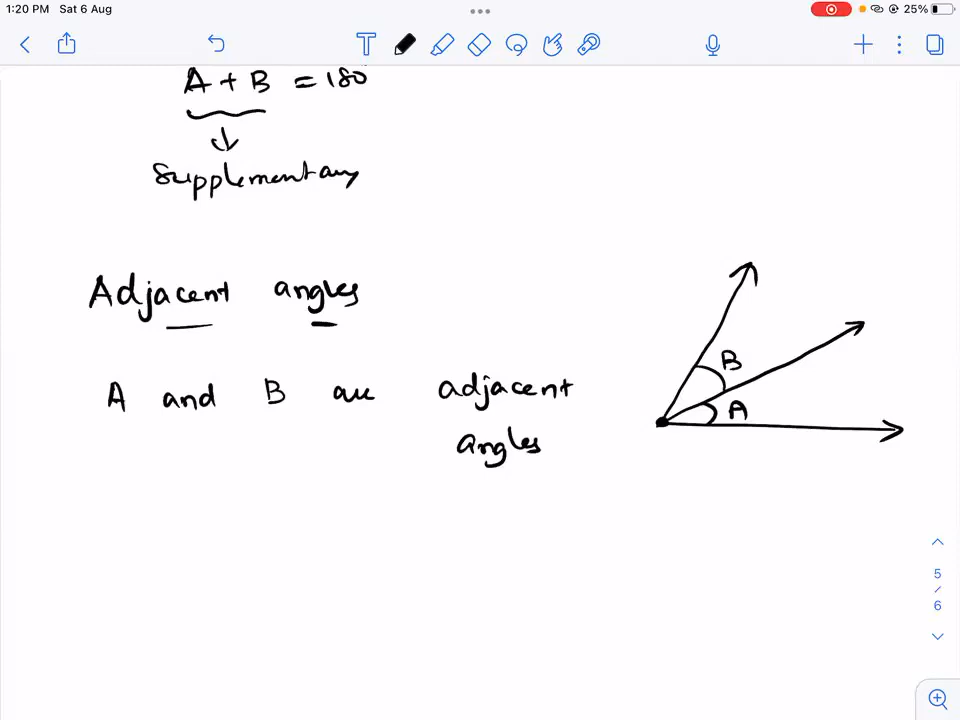 1:20 PM Sat 6 Aug
25%
A + B = 180
Supplementary
Adjacent angles
A and B are adjacent
angles
B
A
5
/
6